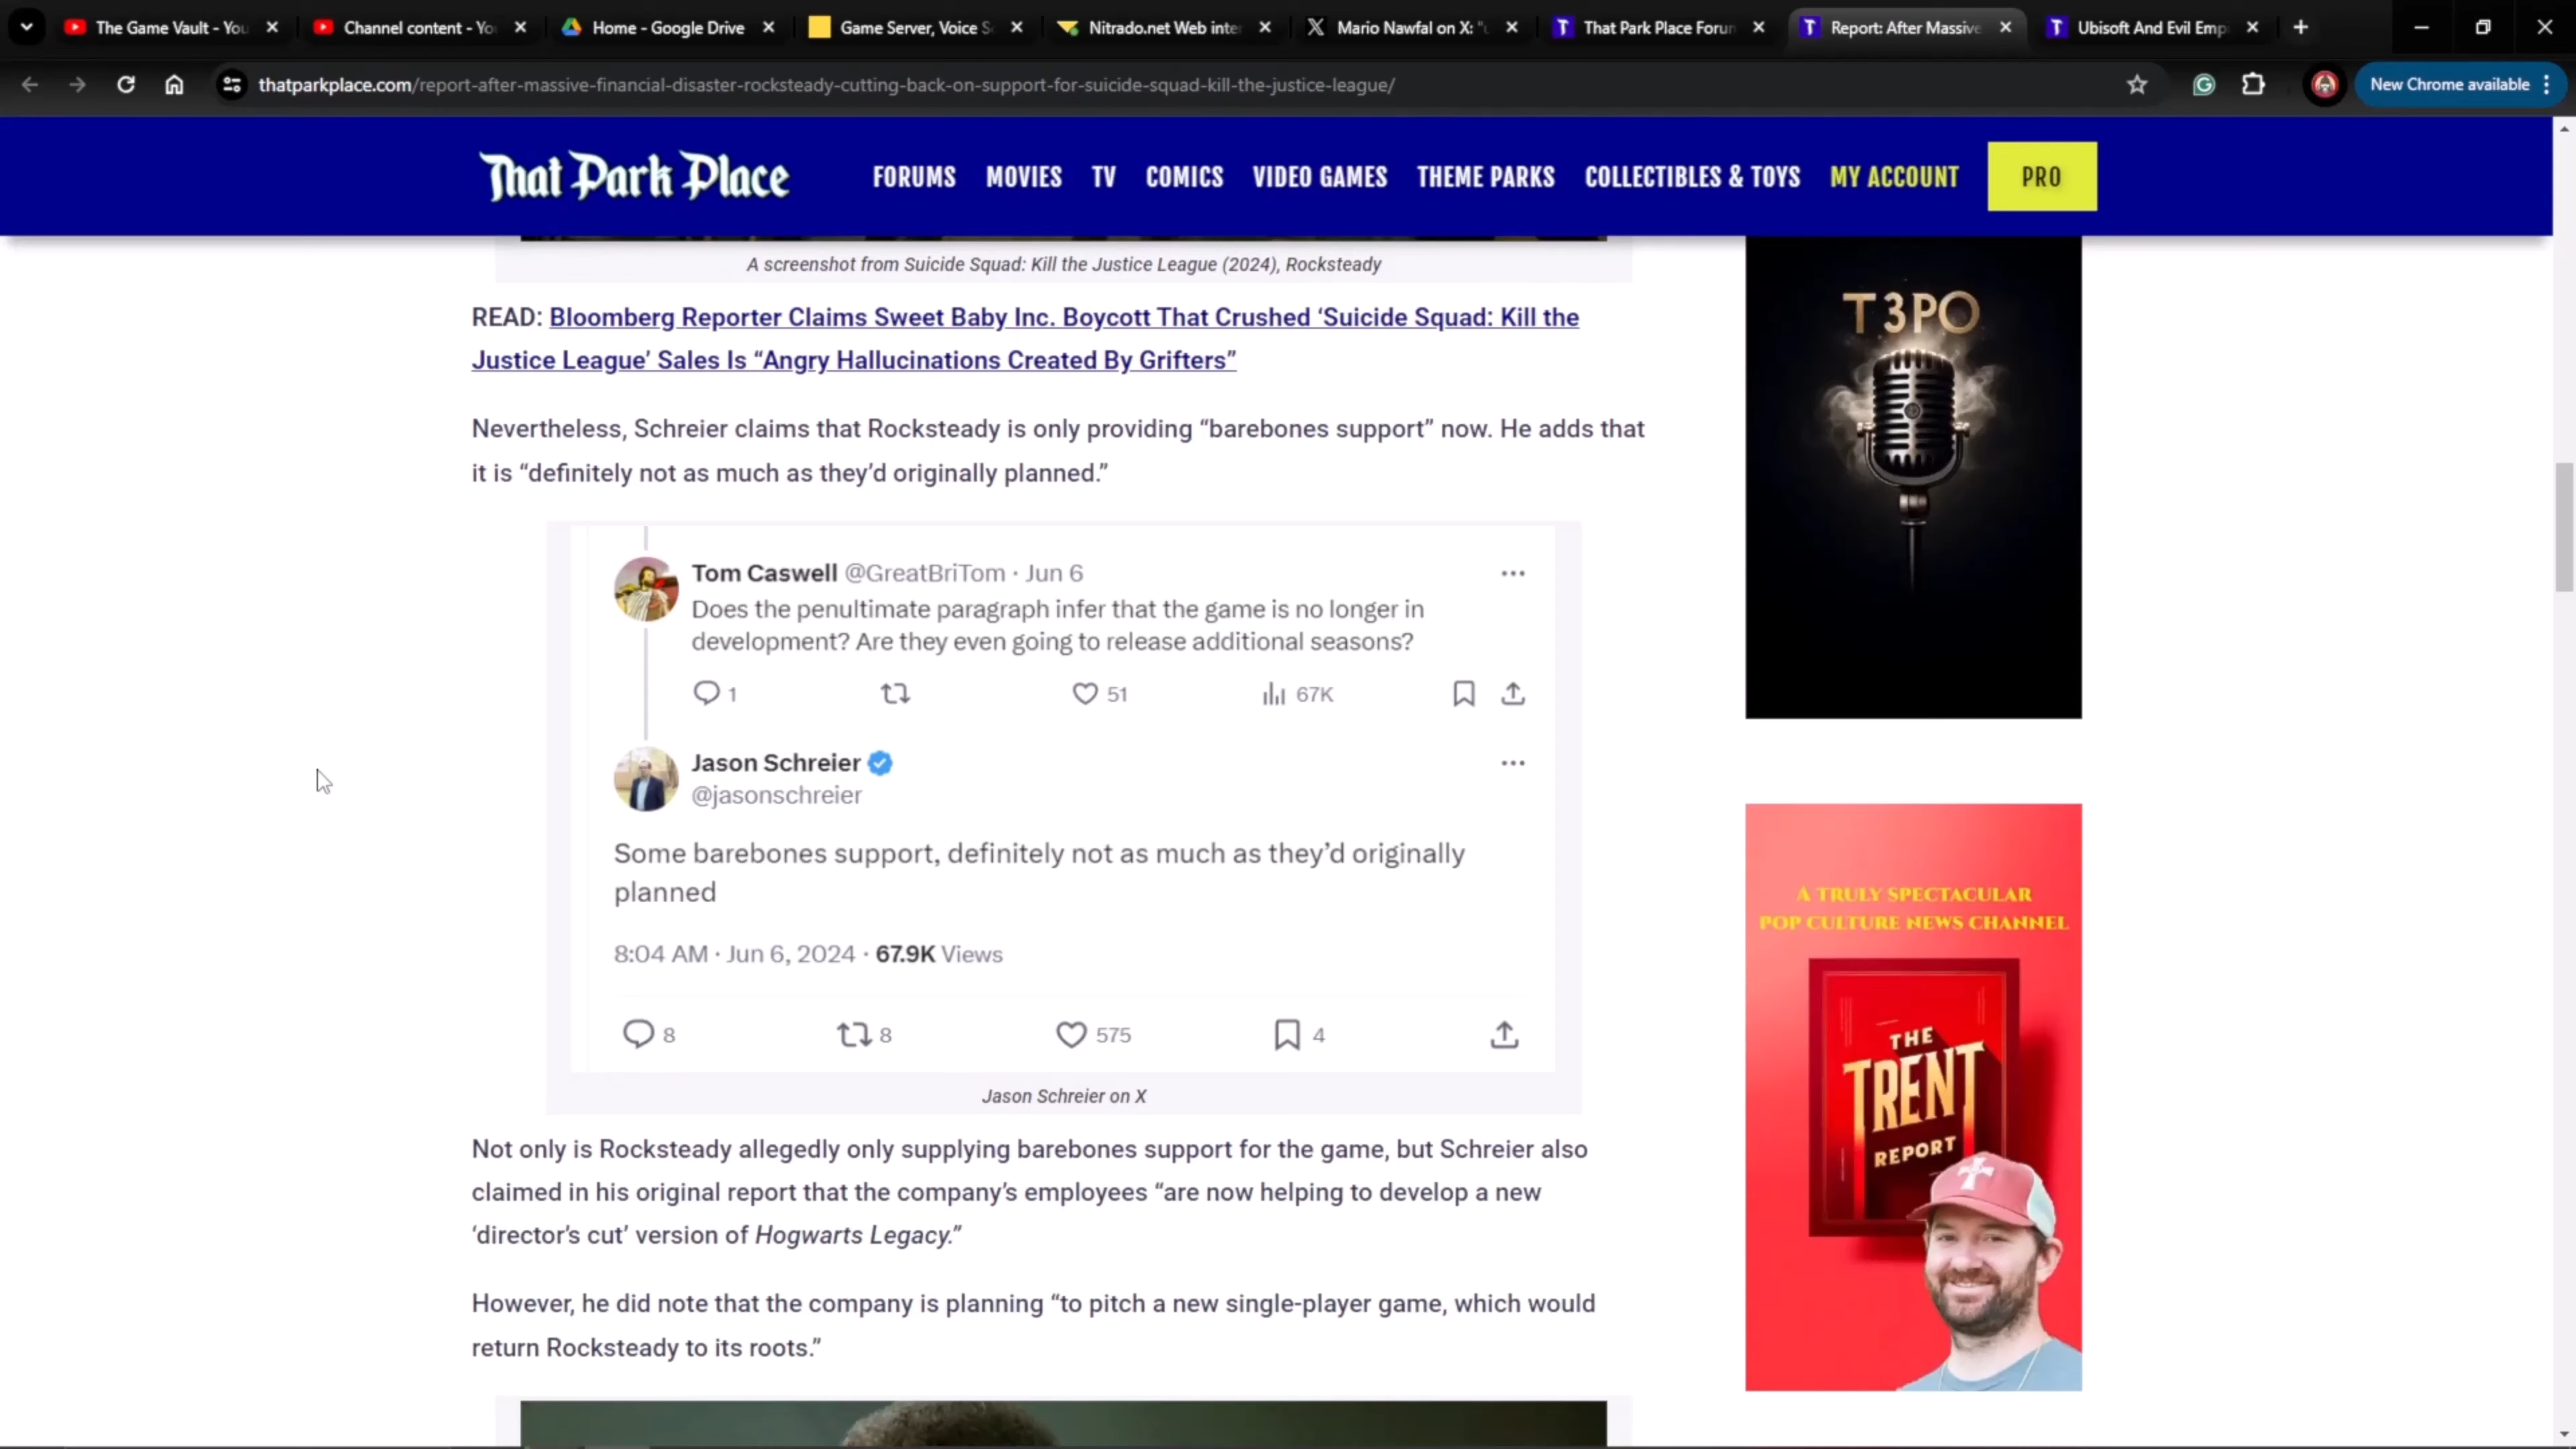 The Game Vault - You
Channel content - Yo
Home - Google Drive
Game Server, Voice S
Nitrado.net Web inte
Mario Nawfal on X: "u
That Park Place Forum
Report: After Massive
Ubisoft And Evil Emp
thatparkplace.com/report-after-massive-financial-disaster-rocksteady-cutting-back-on-support-for-suicide-squad-kill-the-justice-league/
New Chrome available
That Park Place
FORUMS MOVIES TV COMICS VIDEO GAMES THEME PARKS COLLECTIBLES & TOYS MY ACCOUNT PRO
A screenshot from Suicide Squad: Kill the Justice League (2024), Rocksteady
READ: Bloomberg Reporter Claims Sweet Baby Inc. Boycott That Crushed ‘Suicide Squad: Kill the
Justice League’ Sales Is “Angry Hallucinations Created By Grifters”
Nevertheless, Schreier claims that Rocksteady is only providing “barebones support” now. He adds that
it is “definitely not as much as they’d originally planned.”
Tom Caswell @GreatBriTom · Jun 6
Does the penultimate paragraph infer that the game is no longer in
development? Are they even going to release additional seasons?
1 51 67K
Jason Schreier
@jasonschreier
Some barebones support, definitely not as much as they’d originally
planned
8:04 AM · Jun 6, 2024 · 67.9K Views
8 8 575 4
Jason Schreier on X
Not only is Rocksteady allegedly only supplying barebones support for the game, but Schreier also
claimed in his original report that the company’s employees “are now helping to develop a new
‘director’s cut’ version of Hogwarts Legacy.”
However, he did note that the company is planning “to pitch a new single-player game, which would
return Rocksteady to its roots.”
T3PO
A TRULY SPECTACULAR
POP CULTURE NEWS CHANNEL
THE
TRENT
REPORT